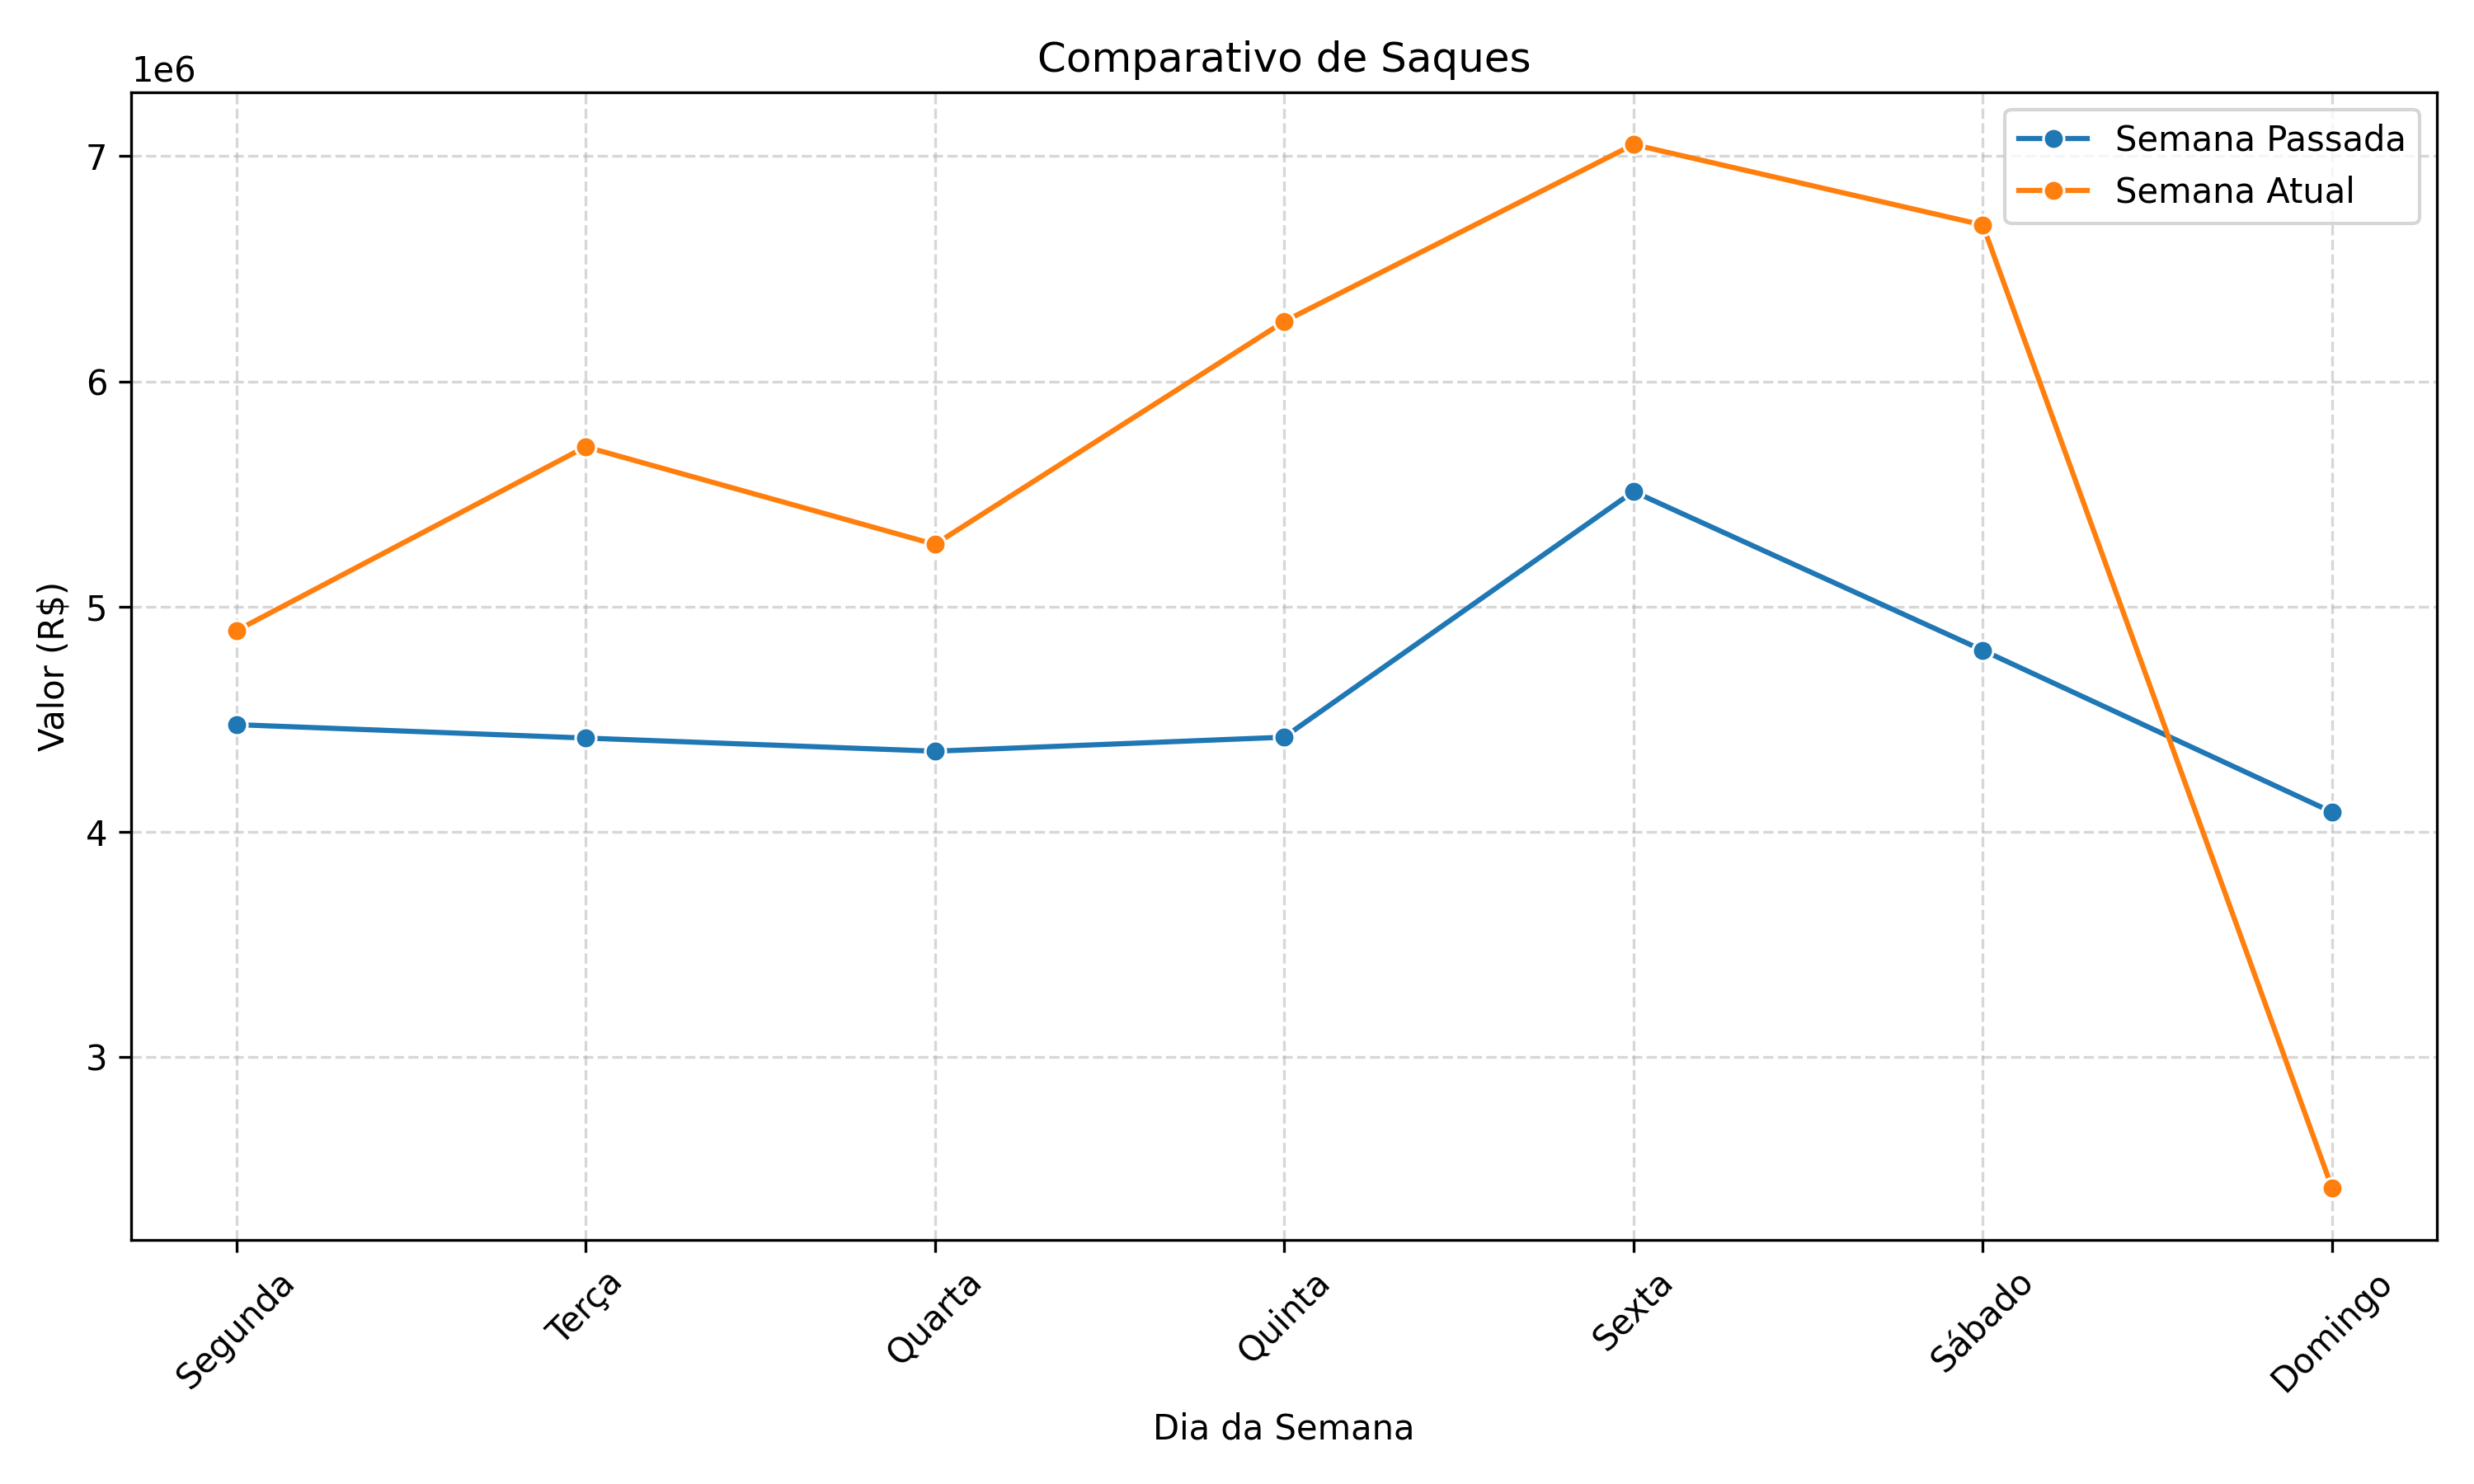 Comparativo de Saques
1e6
Semana Passada
Semana Atual
7
6
5
4
3
Valor (R$)
Segunda
Terça
Quarta
Quinta
Sexta
Sábado
Domingo
Dia da Semana